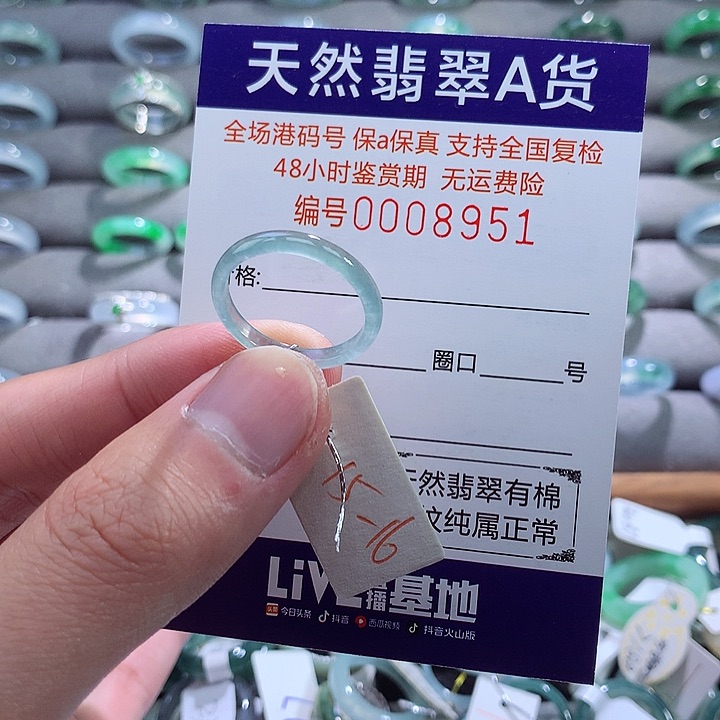 天然翡翠A货
全场港码号 保a保真 支持全国复检
48小时鉴赏期 无运费险
编号0008951
格:
圈口 号
然翡翠有棉
纹纯属正常
LiVE 播 基地
头条 今日头条 抖音 西瓜视频 抖音火山版